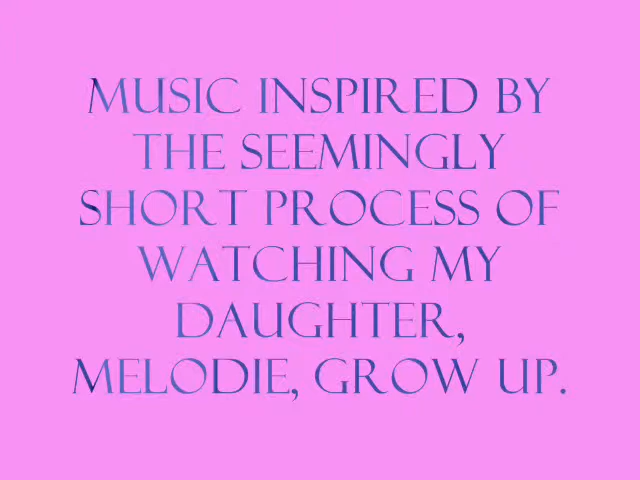 MUSIC INSPIRED BY
THE SEEMINGLY
SHORT PROCESS OF
WATCHING MY
DAUGHTER,
MELODIE, GROW UP.